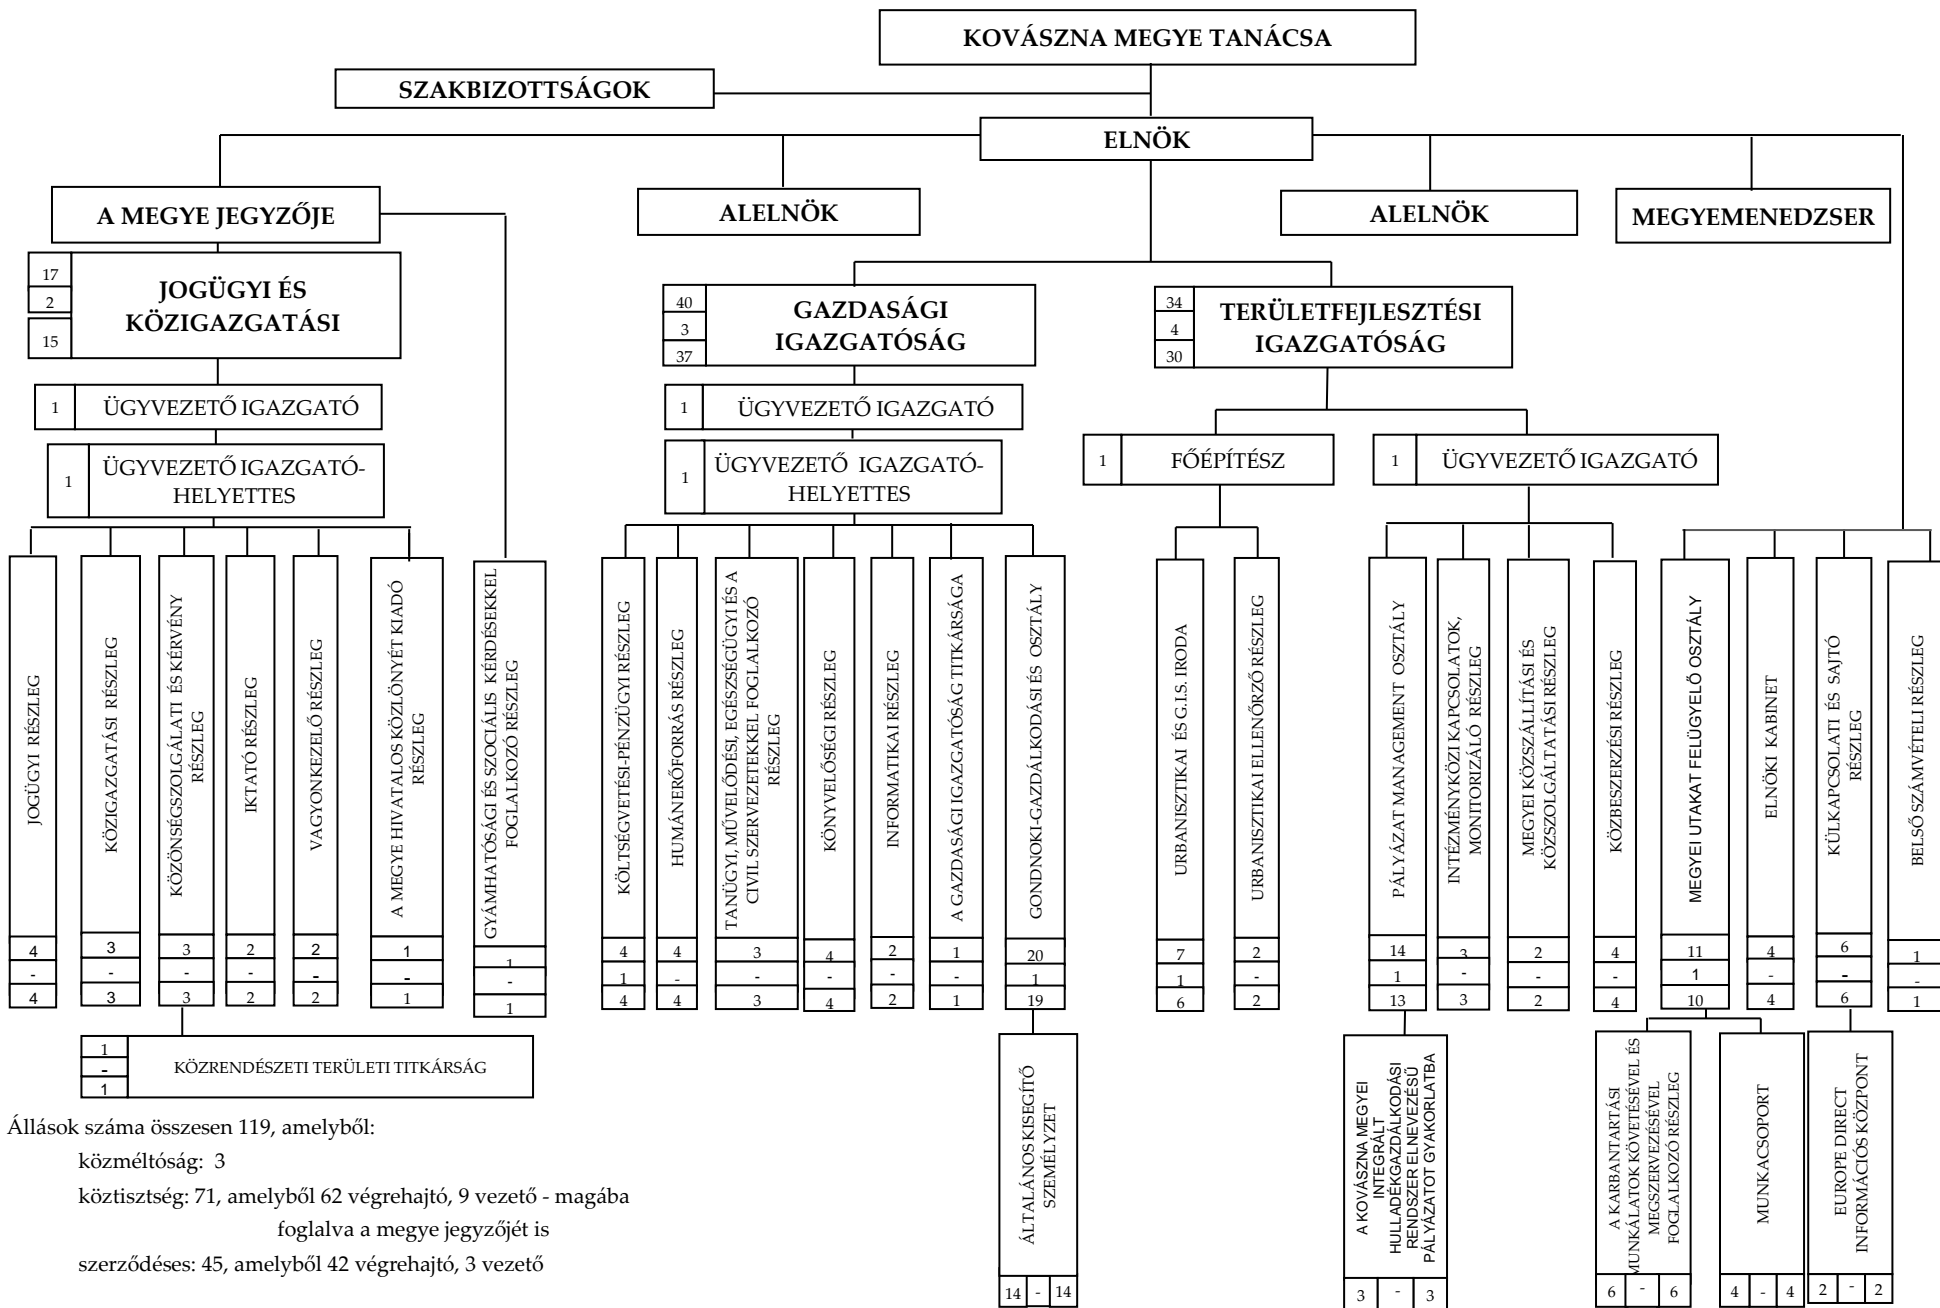 KOVÁSZNA MEGYE TANÁCSA
SZAKBIZOTTSÁGOK
ELNÖK
A MEGYE JEGYZŐJE
ALELNÖK
ALELNÖK
MEGYEMENEDZSER
17
2
15
JOGÜGYI ÉS
KÖZIGAZGATÁSI
40
3
37
GAZDASÁGI
IGAZGATÓSÁG
34
4
30
TERÜLETFEJLESZTÉSI
IGAZGATÓSÁG
1
ÜGYVEZETŐ IGAZGATÓ
1
ÜGYVEZETŐ IGAZGATÓ-
HELYETTES
1
ÜGYVEZETŐ IGAZGATÓ
1
ÜGYVEZETŐ IGAZGATÓ-
HELYETTES
1
FŐÉPÍTÉSZ
1
ÜGYVEZETŐ IGAZGATÓ
JOGÜGYI RÉSZLEG
4
-
4
KÖZIGAZGATÁSI RÉSZLEG
3
-
3
KÖZÖNSÉGSZOLGÁLATI ÉS KÉRVÉNY
RÉSZLEG
3
-
3
IKTATÓ RÉSZLEG
2
-
2
VAGYONKEZELŐ RÉSZLEG
2
-
2
A MEGYE HIVATALOS KÖZLÖNYÉT KIADÓ
RÉSZLEG
1
-
1
GYÁMHATÓSÁGI ÉS SZOCIÁLIS KÉRDÉSEKKEL
FOGLALKOZÓ RÉSZLEG
1
-
1
KÖLTSÉGVETÉSI-PÉNZÜGYI RÉSZLEG
4
1
4
HUMÁNERŐFORRÁS RÉSZLEG
4
-
4
TANÜGYI, MŰVELŐDÉSI, EGÉSZSÉGÜGYI ÉS A
CIVIL SZERVEZETEKKEL FOGLALKOZÓ
RÉSZLEG
3
-
3
KÖNYVELŐSÉGI RÉSZLEG
4
-
4
INFORMATIKAI RÉSZLEG
2
-
2
A GAZDASÁGI IGAZGATÓSÁG TITKÁRSÁGA
1
-
1
GONDNOKI-GAZDÁLKODÁSI ÉS OSZTÁLY
20
1
19
URBANISZTIKAI ÉS G.I.S. IRODA
7
1
6
URBANISZTIKAI ELLENŐRZŐ RÉSZLEG
2
-
2
PÁLYÁZAT MANAGEMENT OSZTÁLY
14
1
13
INTÉZMÉNYKÖZI KAPCSOLATOK,
MONITORIZÁLÓ RÉSZLEG
3
-
3
MEGYEI KÖZSZÁLLÍTÁSI ÉS
KÖZSZOLGÁLTATÁSI RÉSZLEG
2
-
2
KÖZBESZERZÉSI RÉSZLEG
4
-
4
MEGYEI UTAKAT FELÜGYELŐ OSZTÁLY
11
1
10
ELNÖKI KABINET
4
-
4
KÜLKAPCSOLATI ÉS SAJTÓ
RÉSZLEG
6
-
6
BELSŐ SZÁMVÉTELI RÉSZLEG
1
-
1
1
-
1
KÖZRENDÉSZETI TERÜLETI TITKÁRSÁG
ÁLTALÁNOS KISEGÍTŐ
SZEMÉLYZET
14 - 14
A KOVÁSZNA MEGYEI
INTEGRÁLT
HULLADÉKGAZDÁLKODÁSI
RENDSZER ELNEVEZÉSŰ
PÁLYÁZATOT GYAKORLATBA
3 - 3
A KARBANTARTÁSI
MUNKÁLATOK KÖVETÉSÉVEL ÉS
MEGSZERVEZÉSÉVEL
FOGLALKOZÓ RÉSZLEG
6 - 6
MUNKACSOPORT
4 - 4
EUROPE DIRECT
INFORMÁCIÓS KÖZPONT
2 - 2
Állások száma összesen 119, amelyből:
közméltóság: 3
köztisztség: 71, amelyből 62 végrehajtó, 9 vezető - magába
foglalva a megye jegyzőjét is
szerződéses: 45, amelyből 42 végrehajtó, 3 vezető